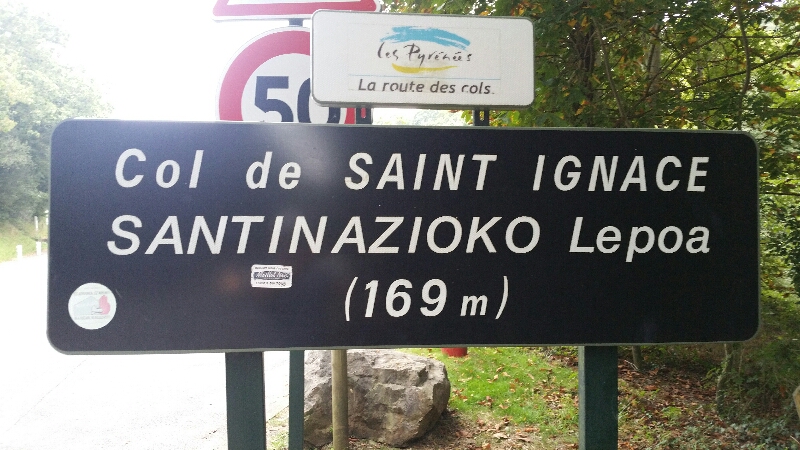 les Pyrénées
La route des cols.
50
Col de SAINT IGNACE
SANTINAZIOKO Lepoa
(169 m)